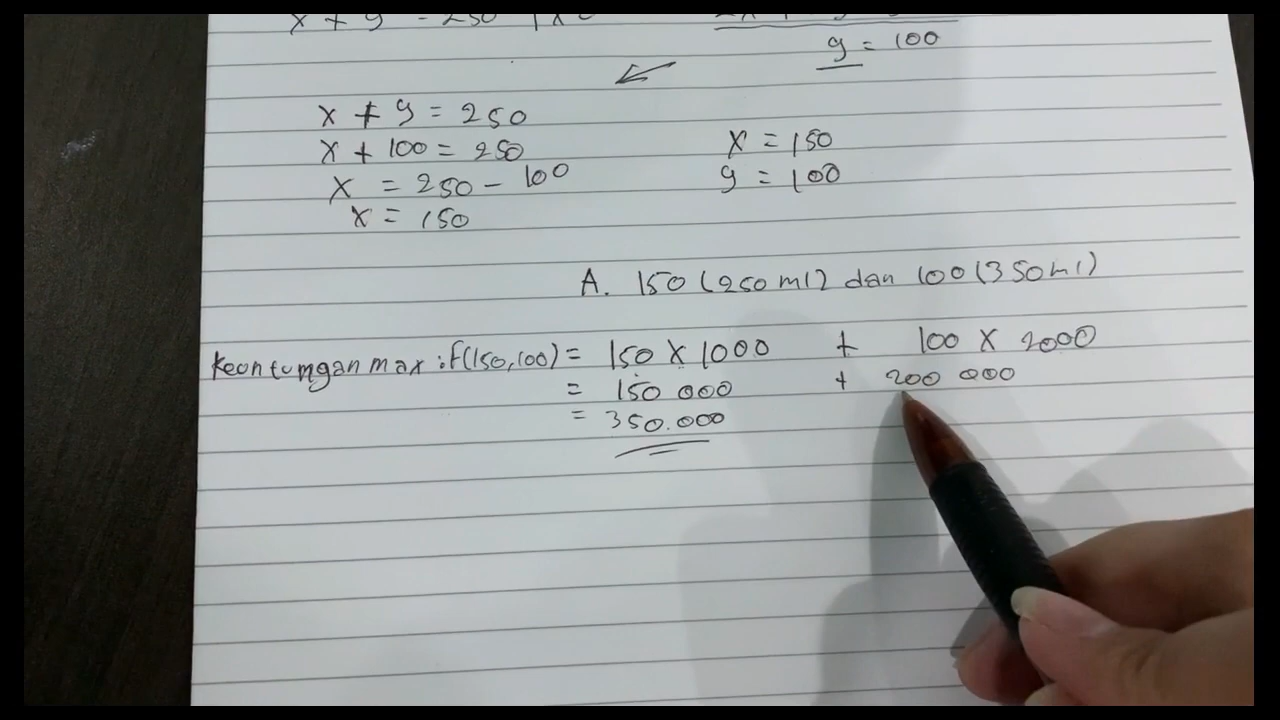 x + y = 250
y = 100
x + y = 250
x + 100 = 250
x = 250 - 100
x = 150
x = 150
y = 100
A. 150 (250 ml) dan 100 (350 ml)
Keuntungan max : f(150,100) = 150 x 1000 + 100 x 2000
= 150 000 + 200 000
= 350.000